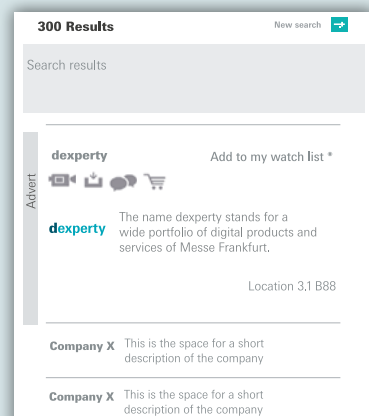 300 Results
New search
Search results
Advert
dexperty
Add to my watch list *
dexperty
The name dexperty stands for a
wide portfolio of digital products and
services of Messe Frankfurt.
Location 3.1 B88
Company X
This is the space for a short
description of the company
Company X
This is the space for a short
description of the company